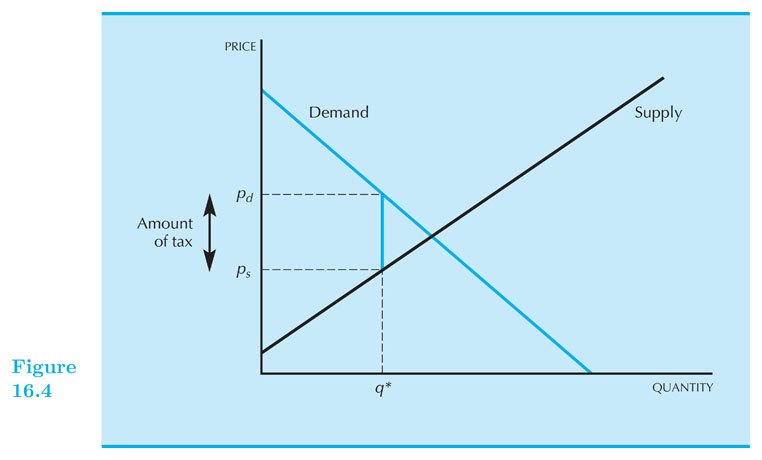 PRICE
Demand
Supply
p_d
Amount
of tax
p_s
q*
QUANTITY
Figure
16.4